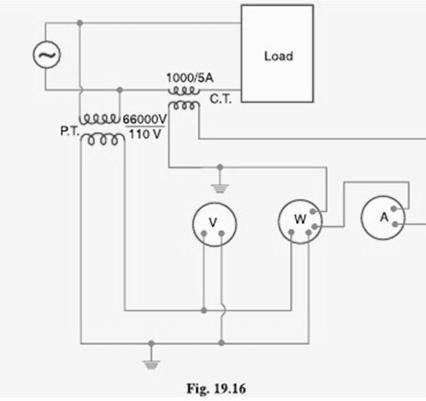 Load
1000/5A
C.T.
P.T.
66000V
110 V
V
W
A
Fig. 19.16